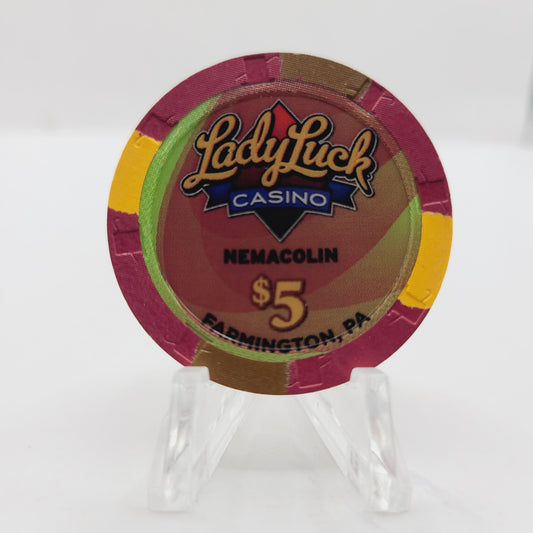 Lady Luck
CASINO
NEMACOLIN
$5
FARMINGTON, PA